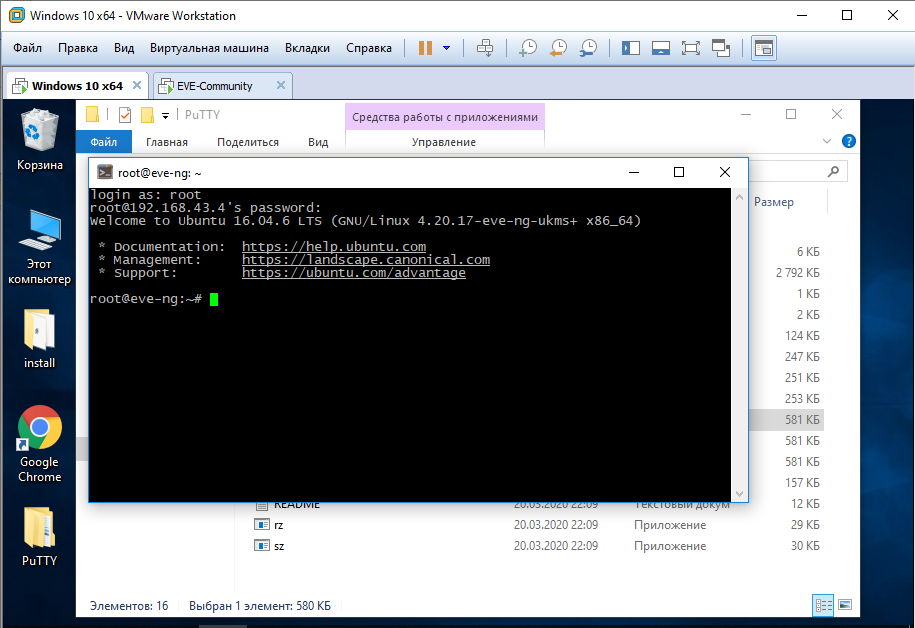 Windows 10 x64 - VMware Workstation
Файл Правка Вид Виртуальная машина Вкладки Справка
Windows 10 x64 EVE-Community
PuTTY
Средства работы с приложениями
Файл Главная Поделиться Вид Управление
Корзина
Этот
компьютер
install
Google
Chrome
PuTTY
root@eve-ng: ~
login as: root
root@192.168.43.4's password:
Welcome to Ubuntu 16.04.6 LTS (GNU/Linux 4.20.17-eve-ng-ukms+ x86_64)
* Documentation: https://help.ubuntu.com
* Management: https://landscape.canonical.com
* Support: https://ubuntu.com/advantage
root@eve-ng:~#
Размер
6 КБ
2 792 КБ
1 КБ
2 КБ
124 КБ
247 КБ
251 КБ
253 КБ
581 КБ
581 КБ
581 КБ
157 КБ
README 20.03.2020 22:09 Текстовый докум 12 КБ
rz 20.03.2020 22:09 Приложение 29 КБ
sz 20.03.2020 22:09 Приложение 30 КБ
Элементов: 16 Выбран 1 элемент: 580 КБ